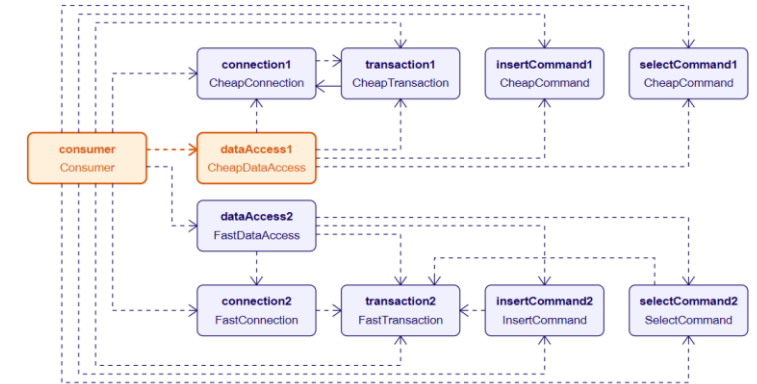 connection1
CheapConnection
transaction1
CheapTransaction
insertCommand1
CheapCommand
selectCommand1
CheapCommand
consumer
Consumer
dataAccess1
CheapDataAccess
dataAccess2
FastDataAccess
connection2
FastConnection
transaction2
FastTransaction
insertCommand2
InsertCommand
selectCommand2
SelectCommand